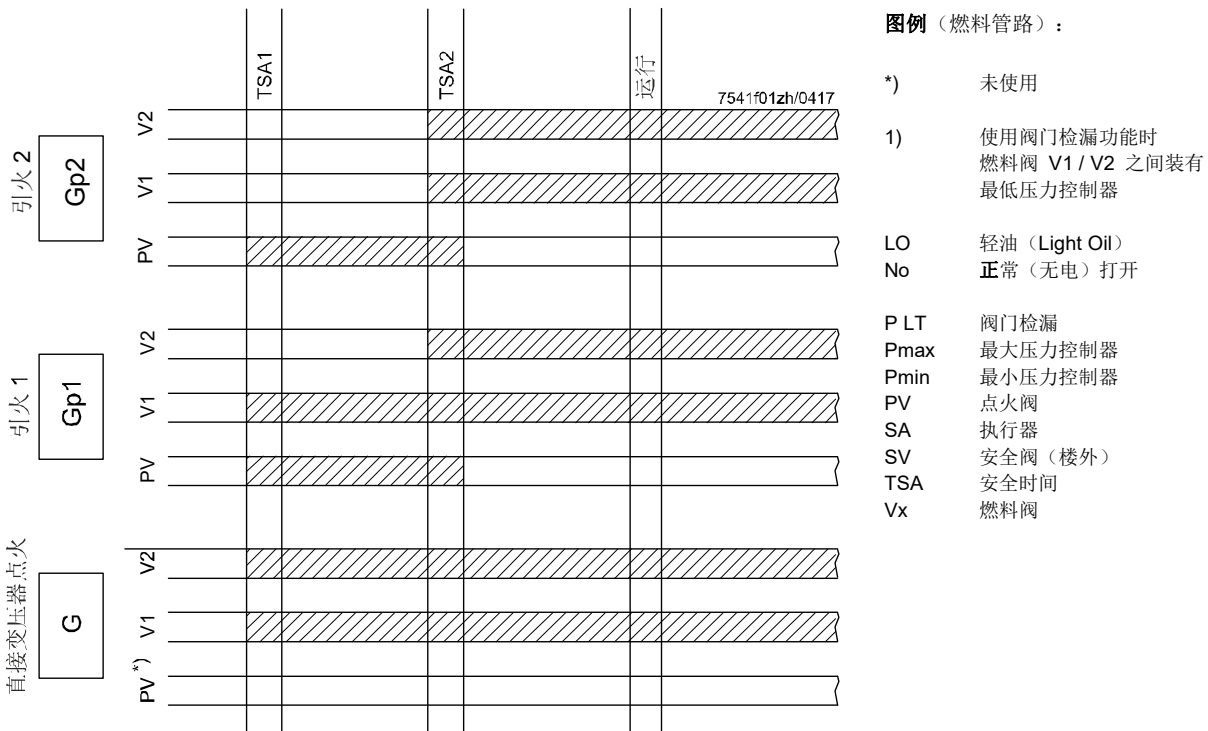 TSA1
TSA2
运行
7541f01zh/0417
引火 2
Gp2
V2
V1
PV
引火 1
Gp1
V2
V1
PV
直接变压器点火
G
V2
V1
PV *)
图例（燃料管路）：
*) 未使用
1) 使用阀门检漏功能时
燃料阀 V1 / V2 之间装有
最低压力控制器
LO 轻油（Light Oil）
No 正常（无电）打开
P LT 阀门检漏
Pmax 最大压力控制器
Pmin 最小压力控制器
PV 点火阀
SA 执行器
SV 安全阀（楼外）
TSA 安全时间
Vx 燃料阀